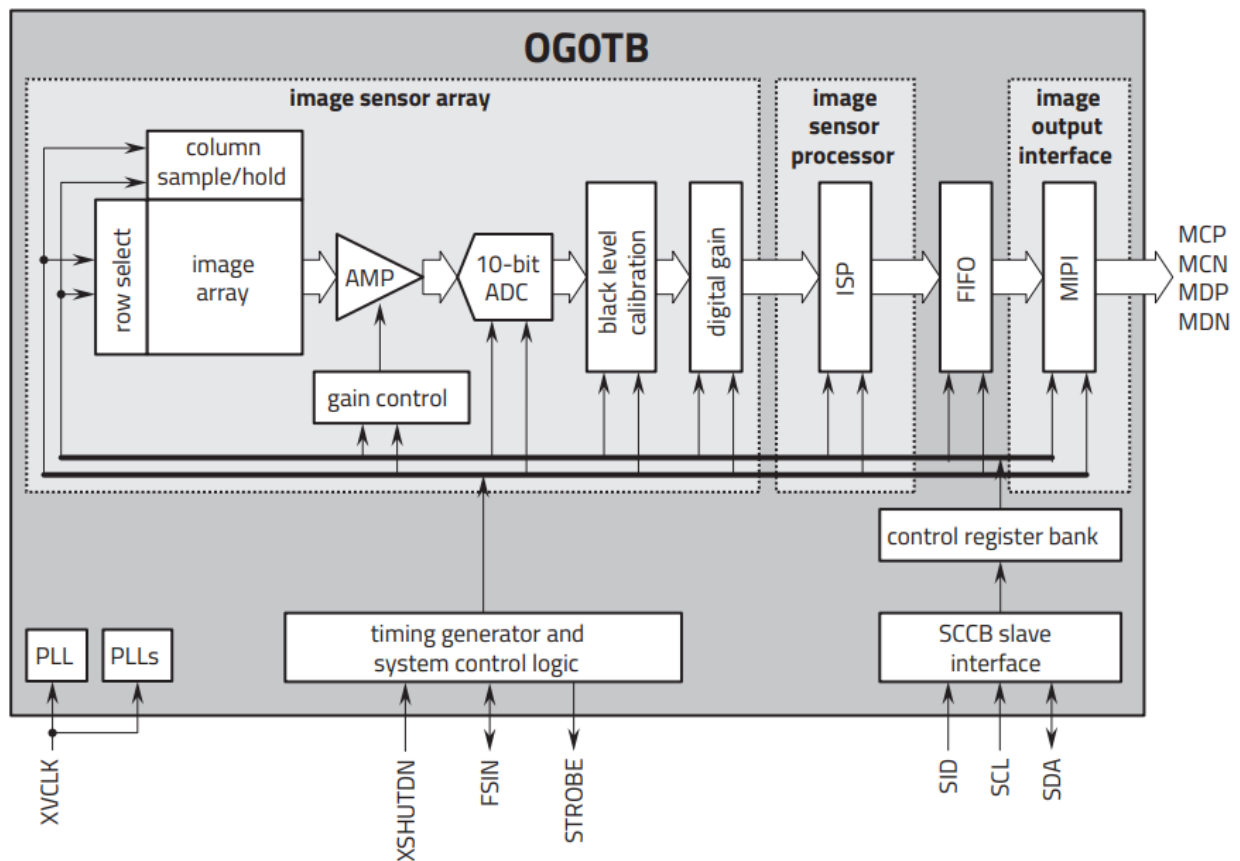 OG0TB
image sensor array
image
sensor
processor
image
output
interface
column
sample/hold
row select
image
array
AMP
10-bit
ADC
black level
calibration
digital gain
ISP
FIFO
MPI
MCP
MCN
MDP
MDN
gain control
control register bank
timing generator and
system control logic
SCCB slave
interface
PLL
PLLs
XVCLK
XSHUTDN
FSIN
STROBE
SID
SCL
SDA